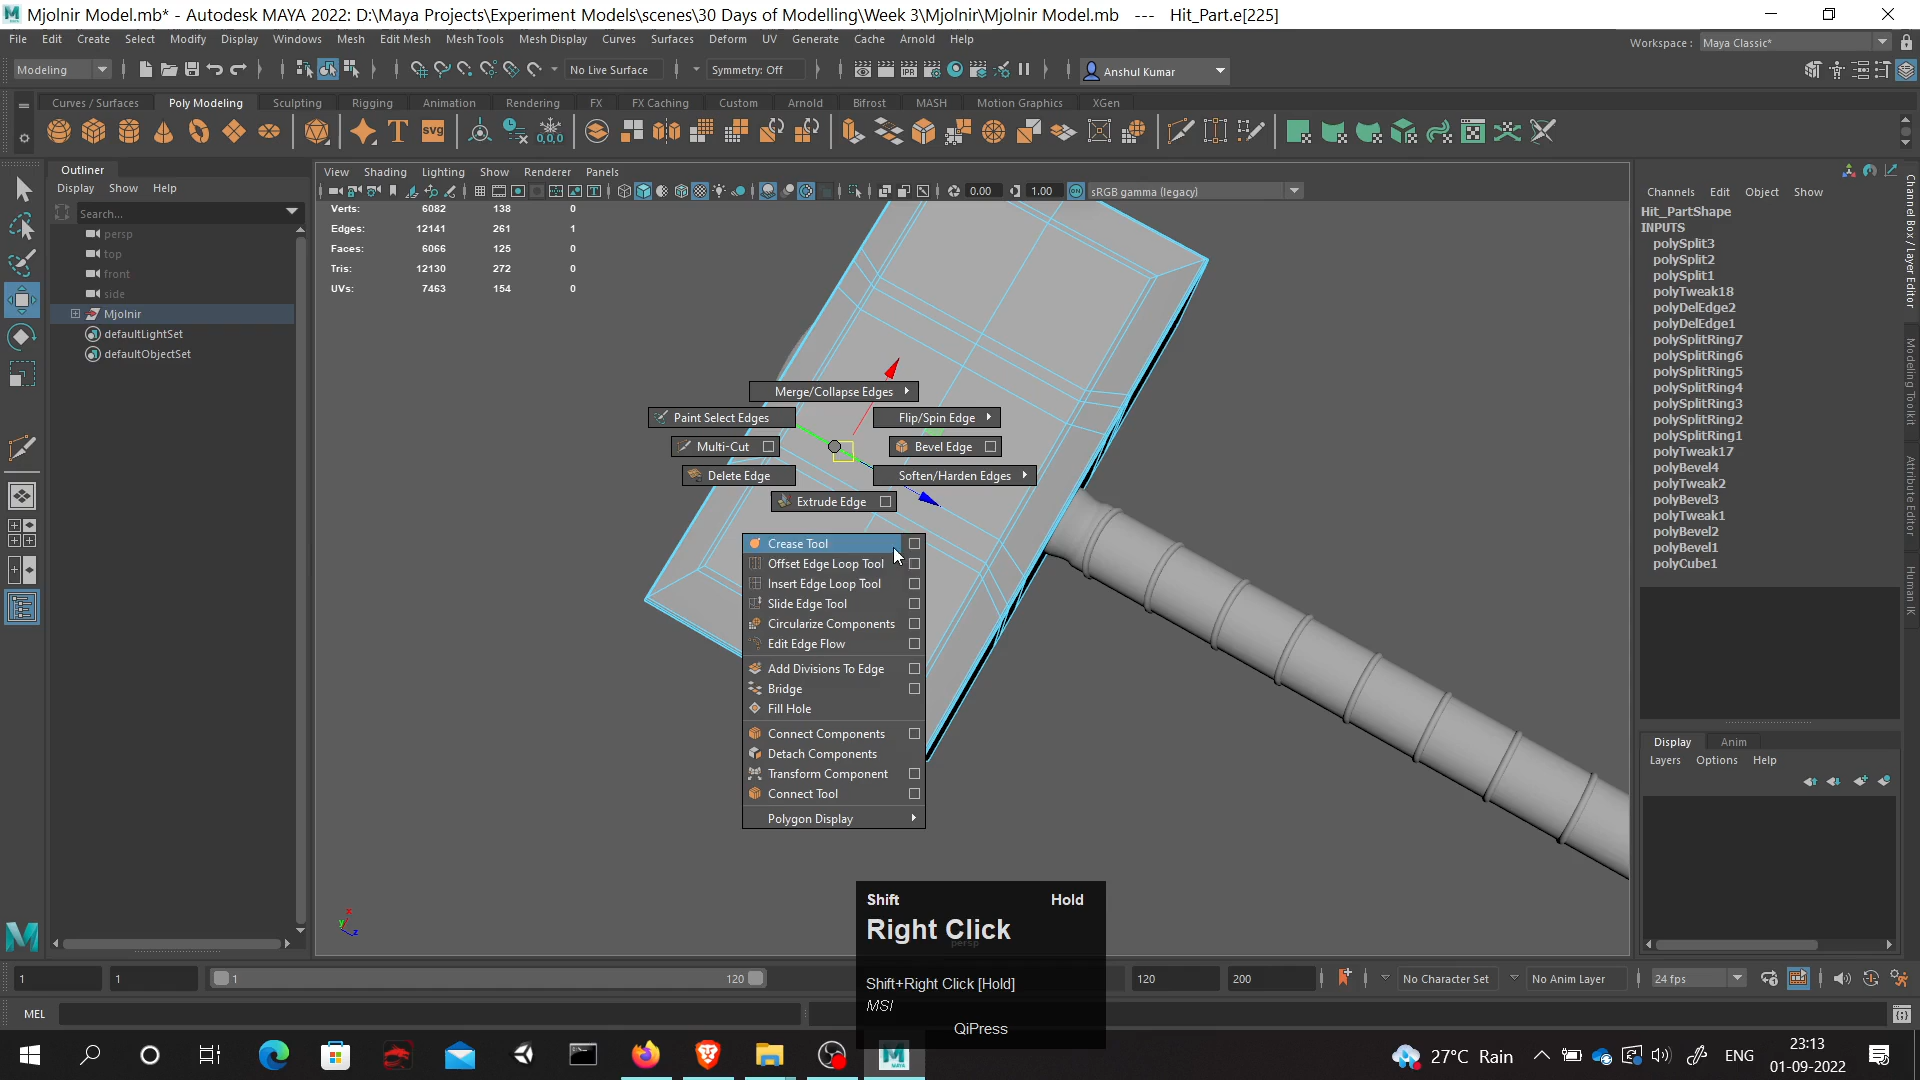 Mjolnir Model.mb* - Autodesk MAYA 2022: D:\Maya Projects\Experiment Models\scenes\30 Days of Modelling\Week 3\Mjolnir\Mjolnir Model.mb --- Hit_Part.e[225]
File Edit Create Select Modify Display Windows Mesh Edit Mesh Mesh Tools Mesh Display Curves Surfaces Deform UV Generate Cache Arnold Help
Workspace : Maya Classic*
Modeling No Live Surface Symmetry: Off Anshul Kumar
Curves / Surfaces Poly Modeling Sculpting Rigging Animation Rendering FX FX Caching Custom Arnold Bifrost MASH Motion Graphics XGen
Outliner
Display Show Help
Search...
persp
top
front
side
Mjolnir
defaultLightSet
defaultObjectSet
View Shading Lighting Show Renderer Panels
0.00 1.00 sRGB gamma (legacy)
Verts: 6082 138 0
Edges: 12141 261 1
Faces: 6066 125 0
Tris: 12130 272 0
UVs: 7463 154 0
Merge/Collapse Edges
Paint Select Edges
Flip/Spin Edge
Multi-Cut
Bevel Edge
Delete Edge
Soften/Harden Edges
Extrude Edge
Crease Tool
Offset Edge Loop Tool
Insert Edge Loop Tool
Slide Edge Tool
Circularize Components
Edit Edge Flow
Add Divisions To Edge
Bridge
Fill Hole
Connect Components
Detach Components
Transform Component
Connect Tool
Polygon Display
Channels Edit Object Show
Hit_PartShape
INPUTS
polySplit3
polySplit2
polySplit1
polyTweak18
polyDelEdge2
polyDelEdge1
polySplitRing7
polySplitRing6
polySplitRing5
polySplitRing4
polySplitRing3
polySplitRing2
polySplitRing1
polyTweak17
polyBevel4
polyTweak2
polyBevel3
polyTweak1
polyBevel2
polyBevel1
polyCube1
Channel Box / Layer Editor
Modeling Toolkit
Attribute Editor
Human IK
Display Anim
Layers Options Help
Shift Hold
Right Click
persp
Shift+Right Click [Hold]
MSI
QiPress
1 1 1 120 120 200 No Character Set No Anim Layer 24 fps
MEL
27°C Rain ENG 23:13
01-09-2022